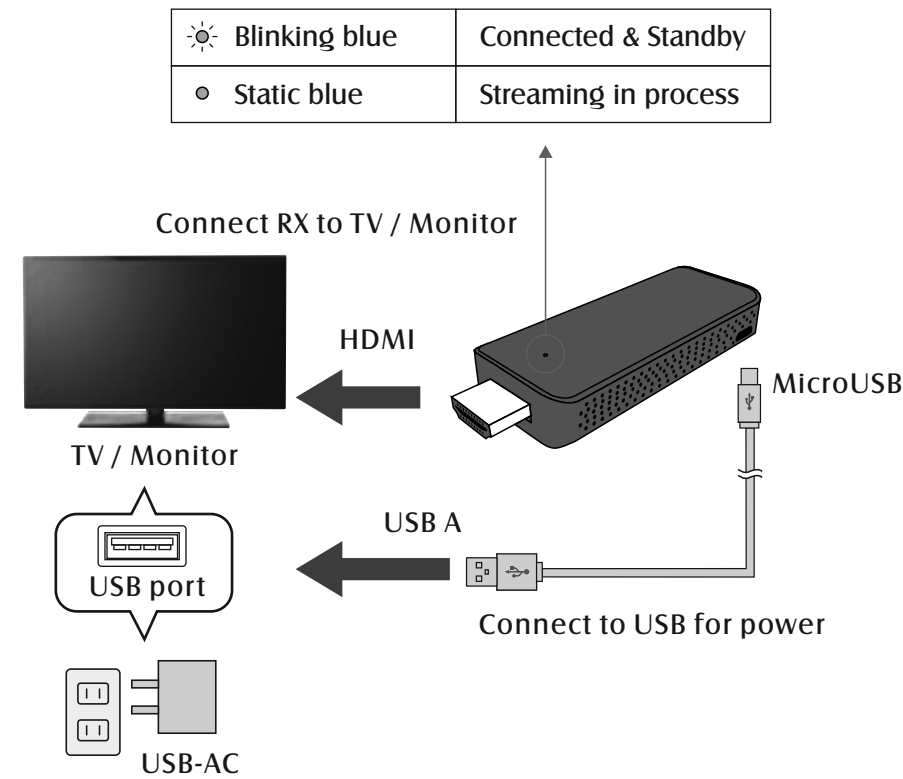 Blinking blue Connected & Standby
Static blue Streaming in process
Connect RX to TV / Monitor
HDMI
MicroUSB
TV / Monitor
USB A
USB port
Connect to USB for power
USB-AC